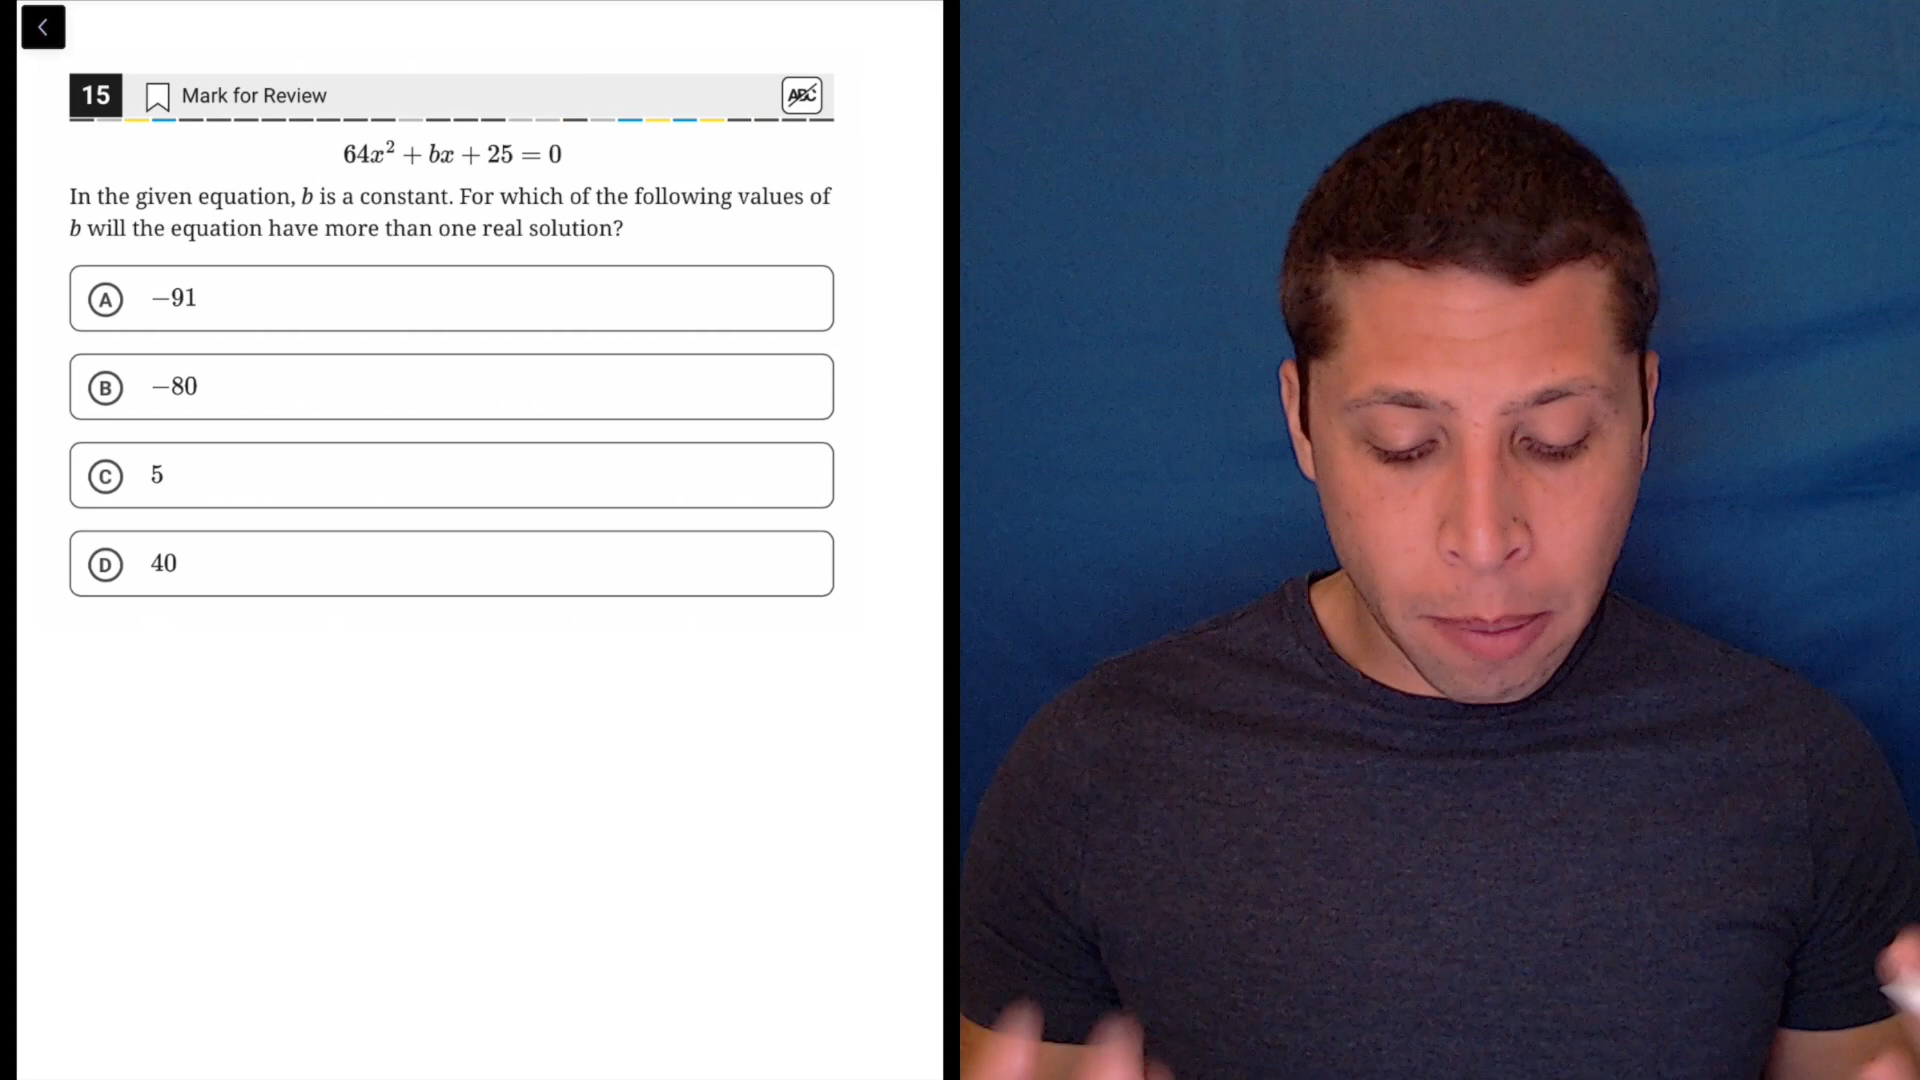 15 Mark for Review ABC
64x² + bx + 25 = 0
In the given equation, b is a constant. For which of the following values of
b will the equation have more than one real solution?
A −91
B −80
C 5
D 40